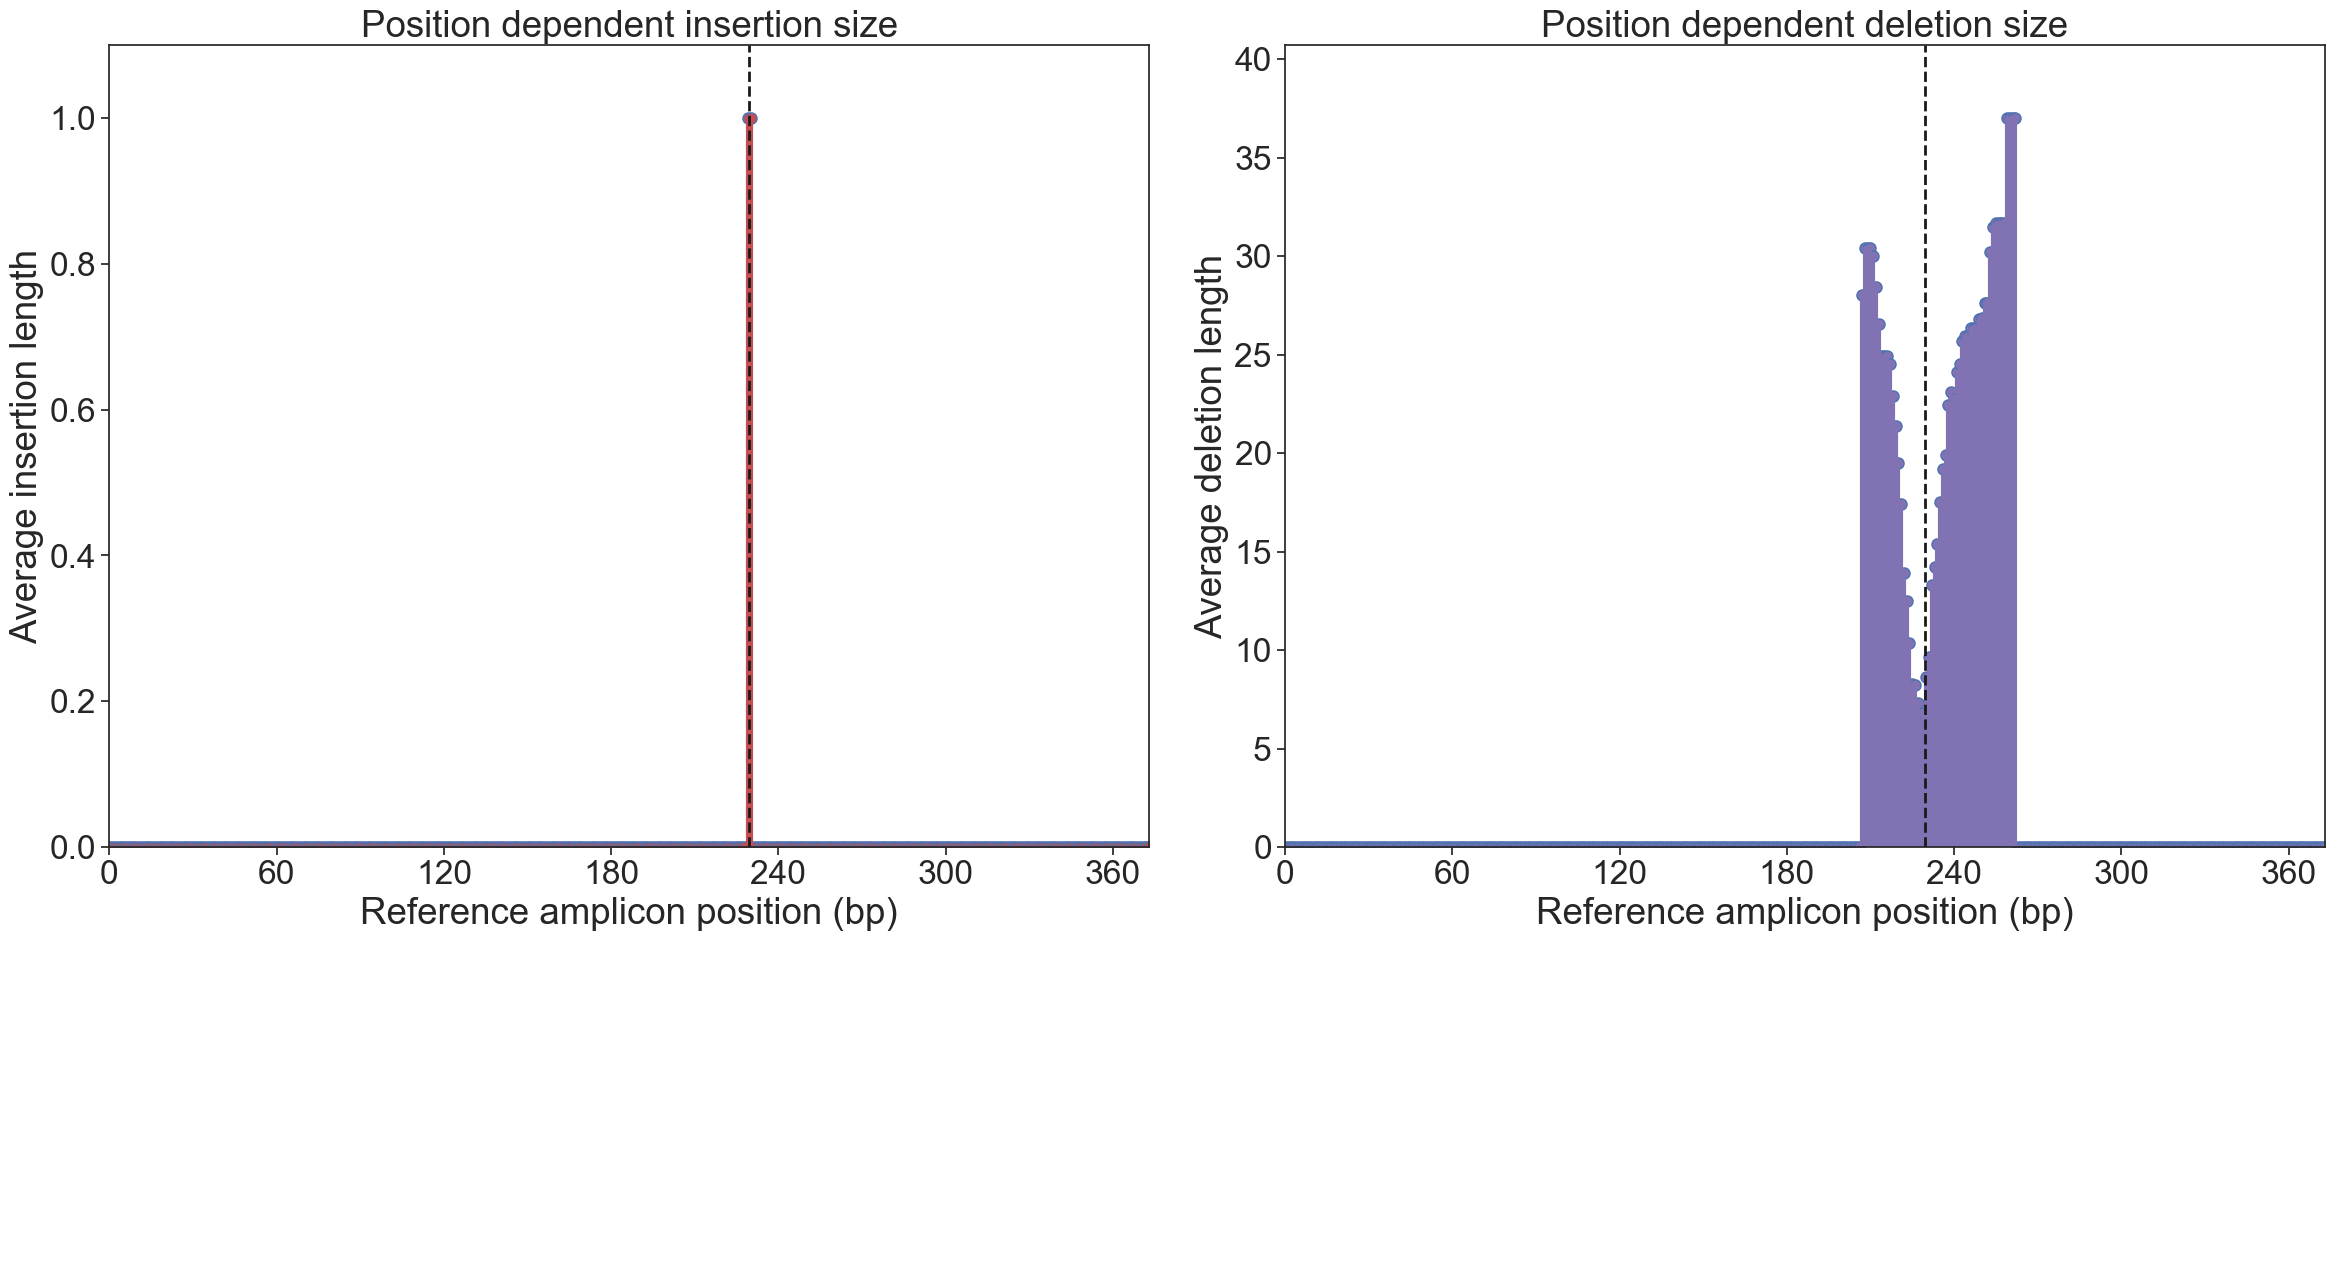 Position dependent insertion size
Average insertion length
1.0
0.8
0.6
0.4
0.2
0.0
0 60 120 180 240 300 360
Reference amplicon position (bp)
Position dependent deletion size
Average deletion length
40
35
30
25
20
15
10
5
0
0 60 120 180 240 300 360
Reference amplicon position (bp)